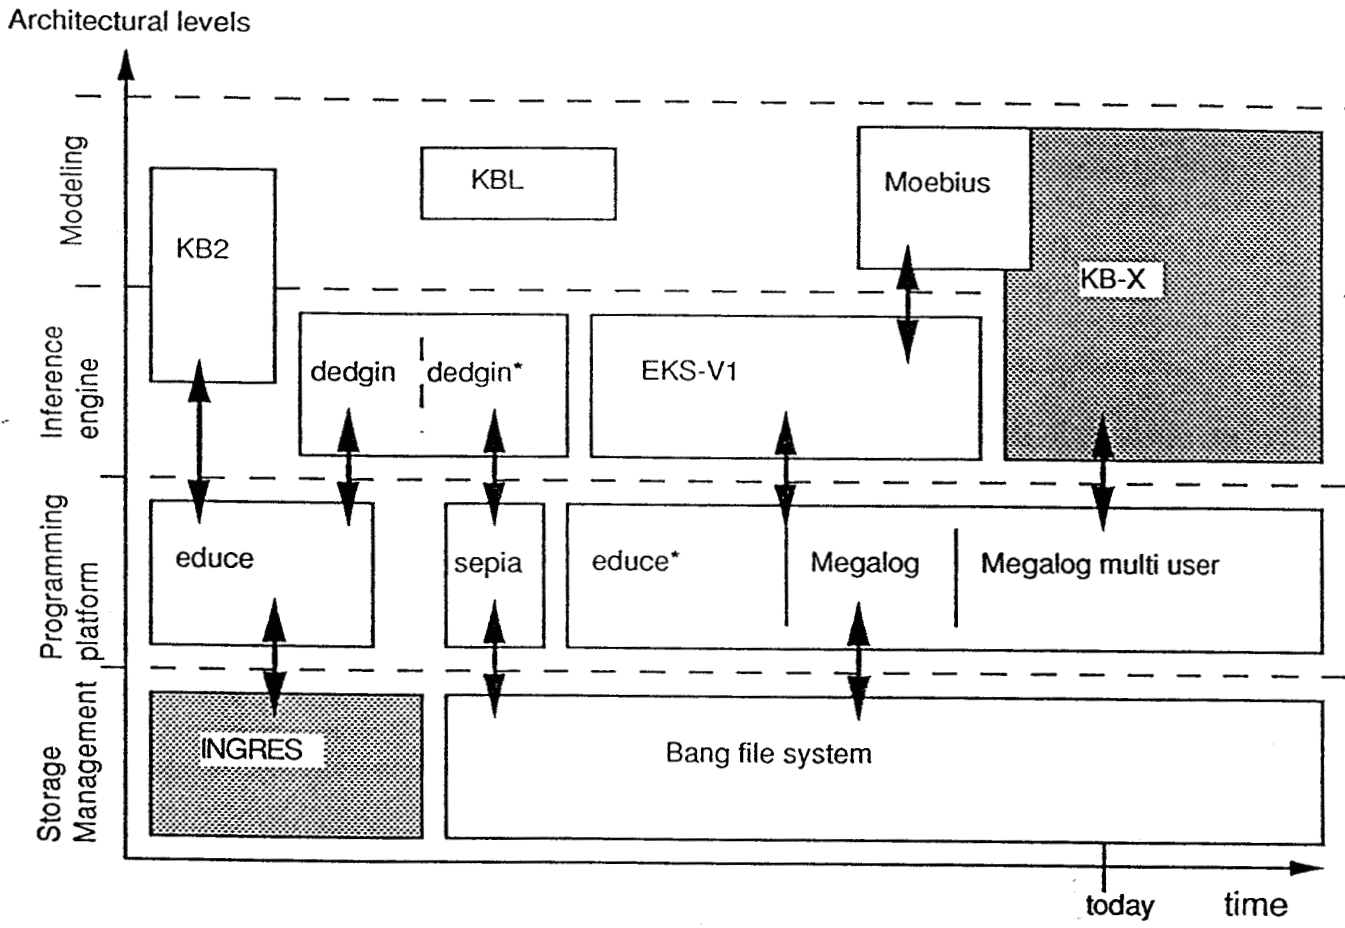 Architectural levels
Modeling
KBL
Moebius
KB2
KB-X
Inference
engine
dedgin
dedgin*
EKS-V1
Programming
platform
educe
sepia
educe*
Megalog
Megalog multi user
Storage
Management
INGRES
Bang file system
today
time